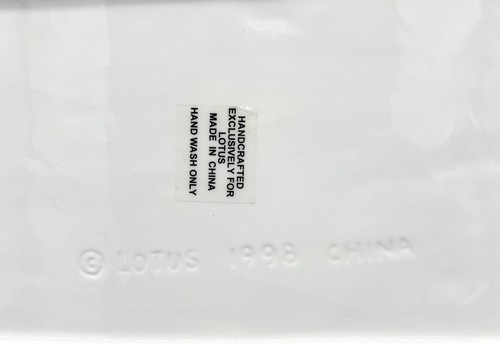 HANDCRAFTED
EXCLUSIVELY FOR
LOTUS
MADE IN CHINA
HAND WASH ONLY
© LOTUS 1998 CHINA